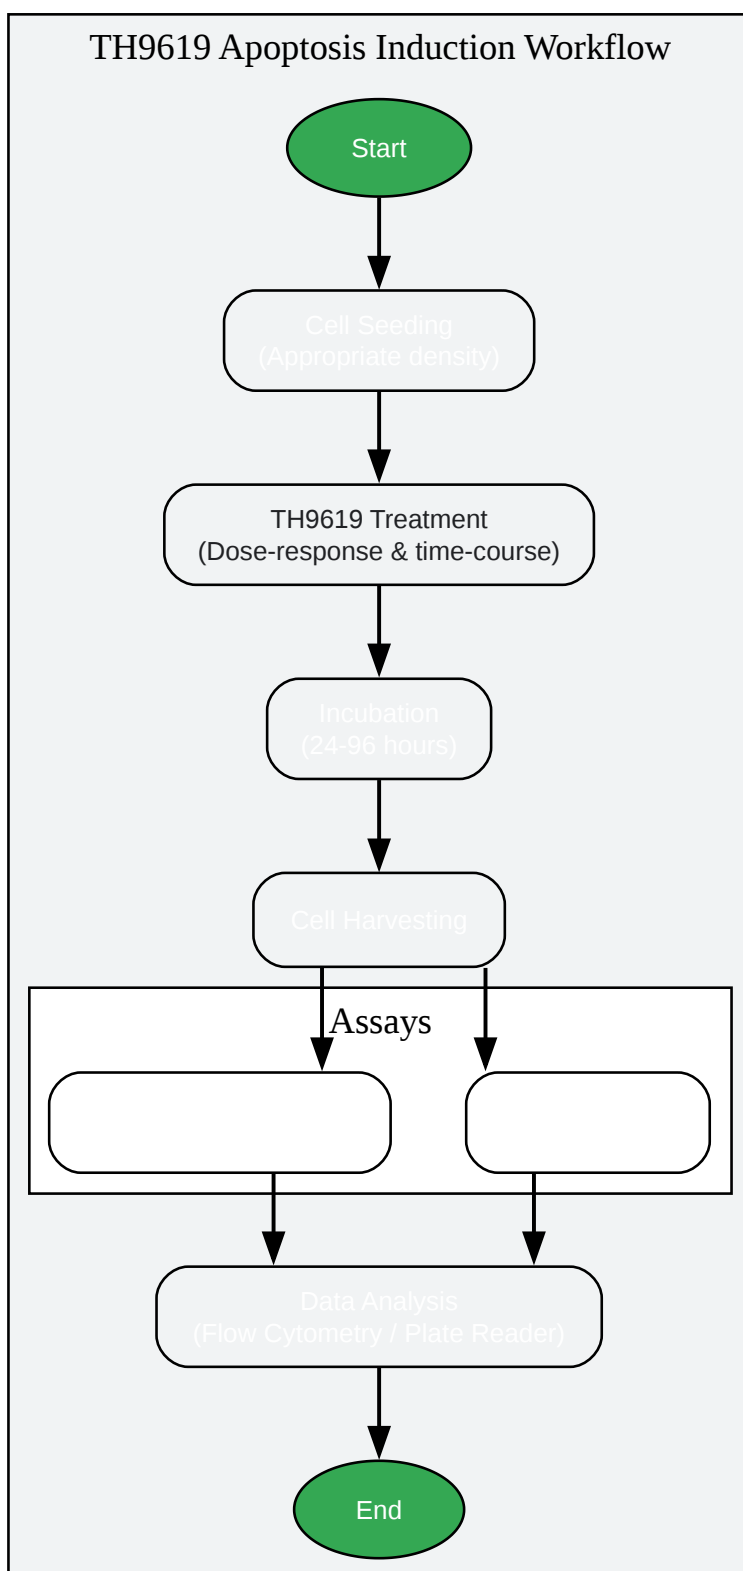 TH9619 Apoptosis Induction Workflow
Start
Cell Seeding
(Appropriate density)
TH9619 Treatment
(Dose-response & time-course)
Incubation
(24-96 hours)
Cell Harvesting
Assays
Data Analysis
(Flow Cytometry / Plate Reader)
End